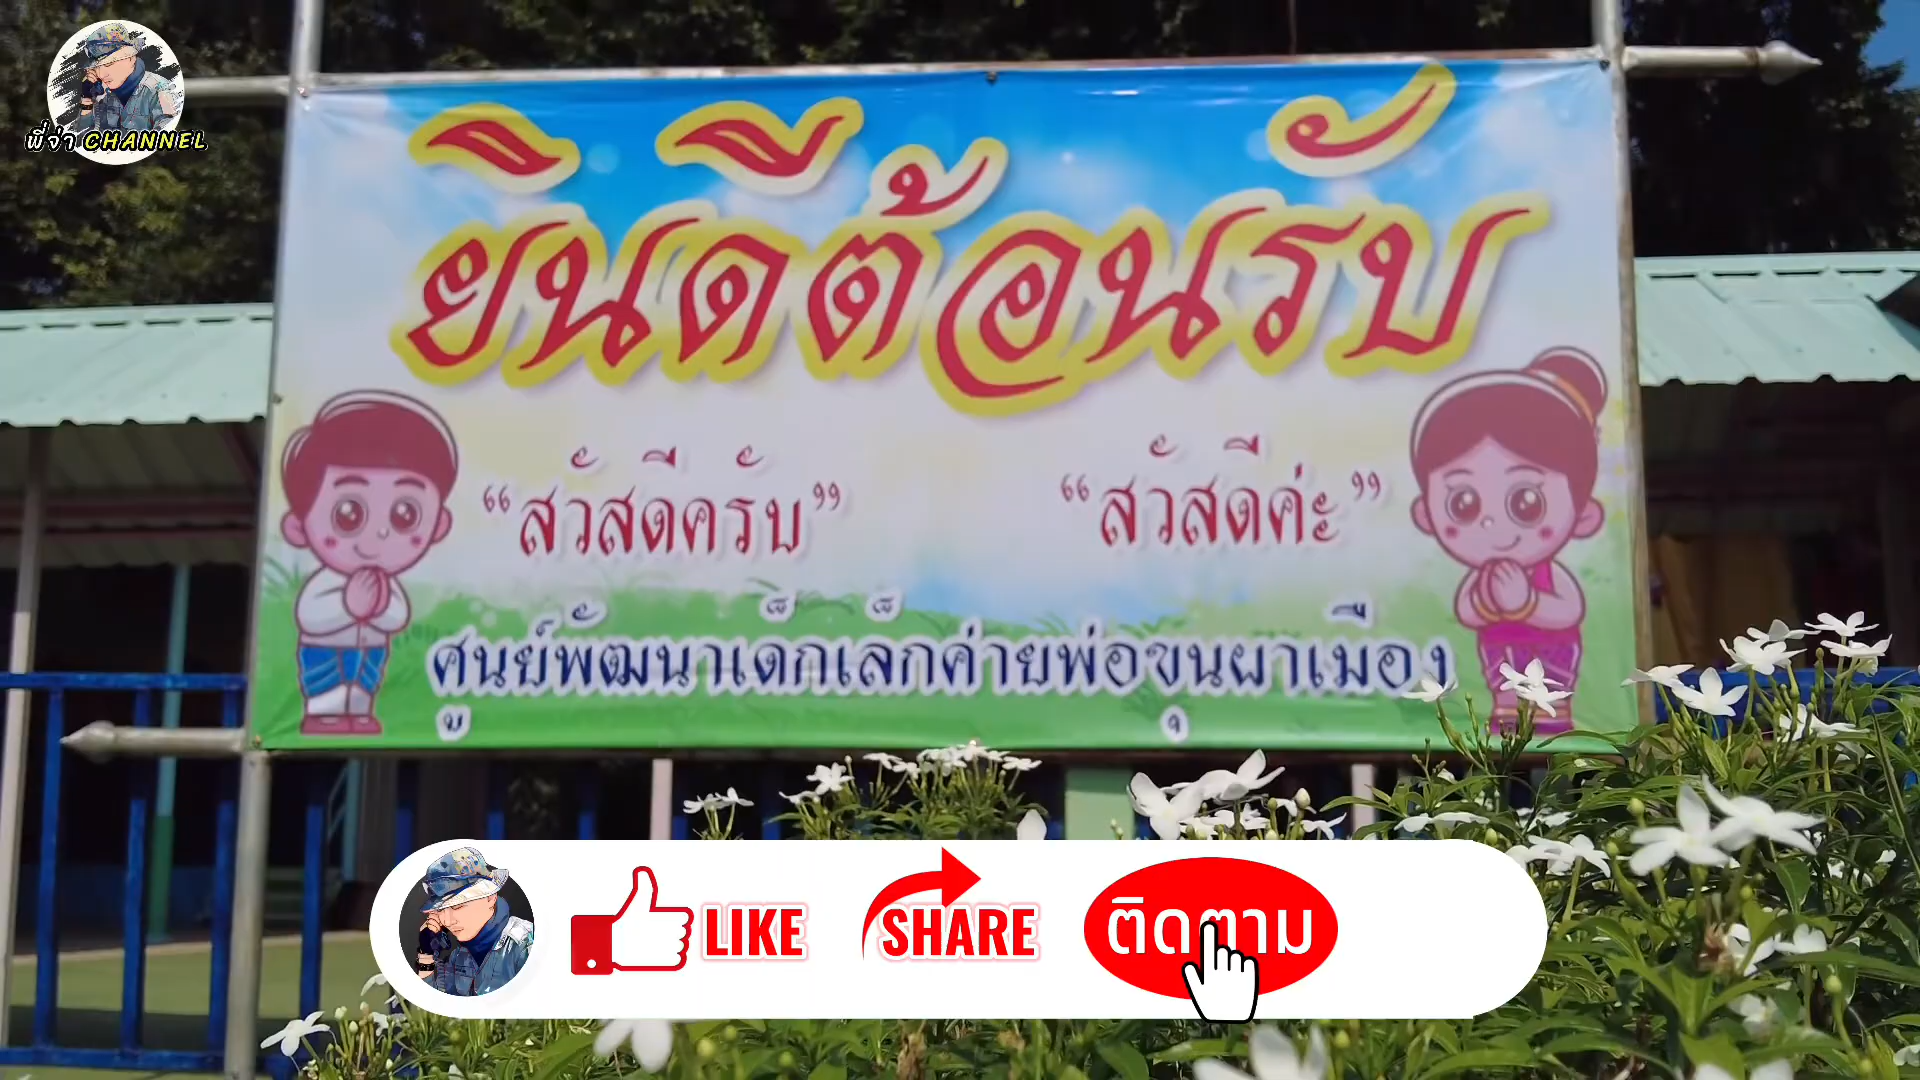 พี่จ่า CHANNEL
ยินดีต้อนรับ
“สวัสดีครับ” “สวัสดีค่ะ”
ศูนย์พัฒนาเด็กเล็กค่ายพ่อขุนผาเมือง
LIKE SHARE ติดตาม